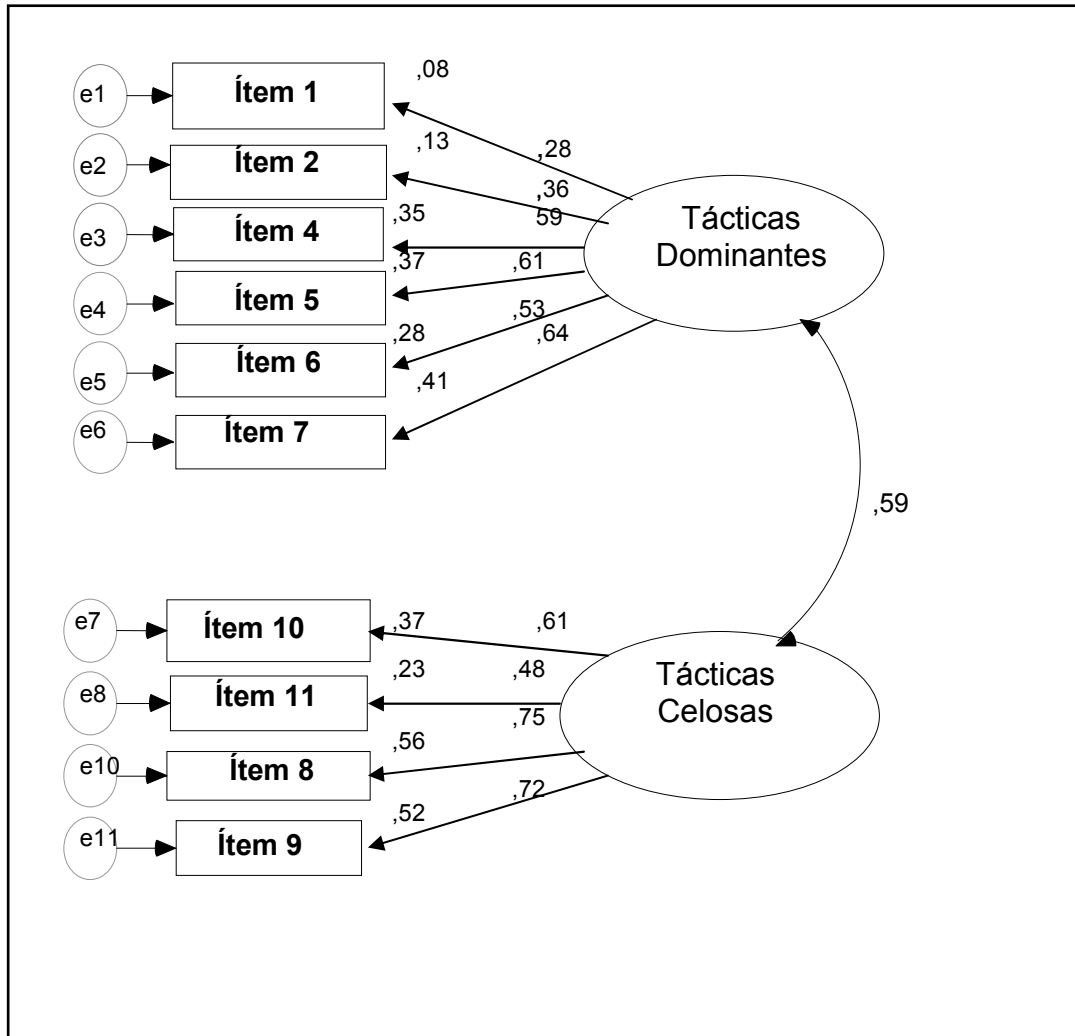 ,08
e1
Ítem 1
,13
,28
e2
Ítem 2
,36
,35
59
Tácticas
Dominantes
e3
Ítem 4
,37
,61
e4
Ítem 5
,28
,53
,64
e5
Ítem 6
,41
e6
Ítem 7
,59
e7
Ítem 10
,37
,61
e8
Ítem 11
,23
,48
Tácticas
Celosas
,75
e10
Ítem 8
,56
,72
e11
Ítem 9
,52